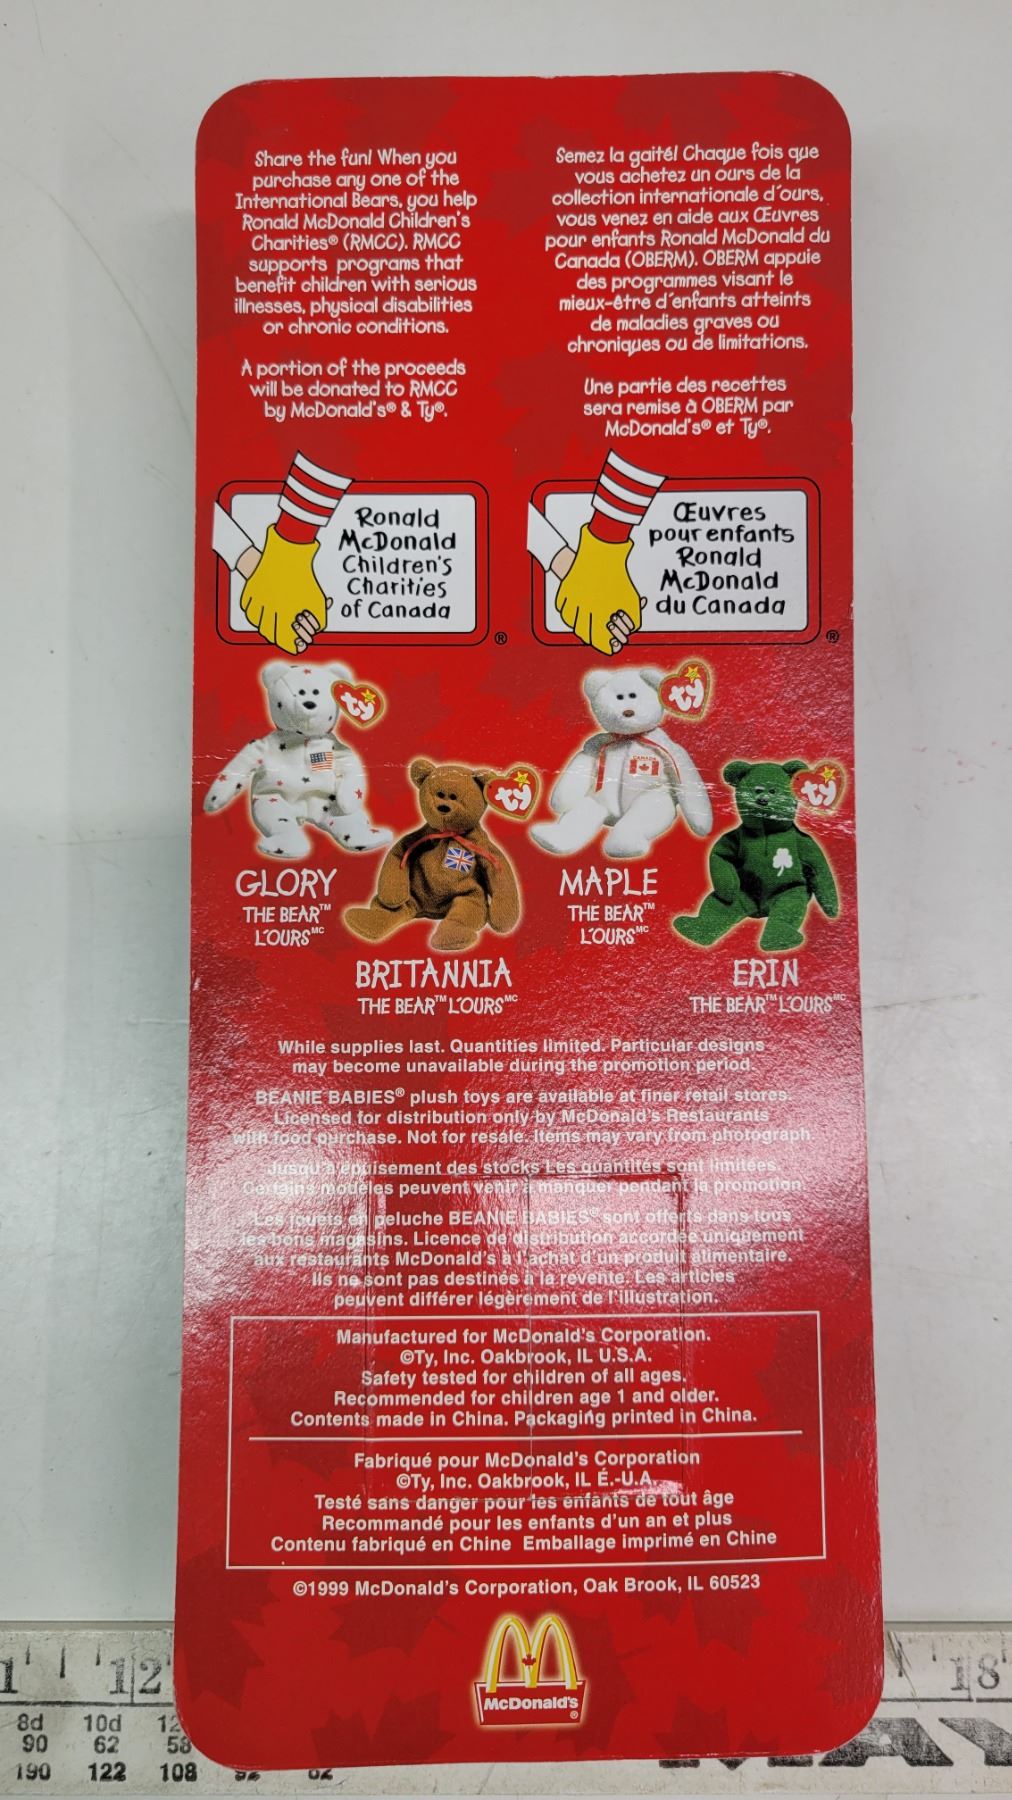 Share the fun! When you
purchase any one of the
International Bears, you help
Ronald McDonald Children's
Charities® (RMCC). RMCC
supports programs that
benefit children with serious
illnesses, physical disabilities
or chronic conditions.
A portion of the proceeds
will be donated to RMCC
by McDonald's® & Ty®.
Semez la gaité! Chaque fois que
vous achetez un ours de la
collection internationale d'ours,
vous venez en aide aux Œuvres
pour enfants Ronald McDonald du
Canada (OBERM). OBERM appuie
des programmes visant le
mieux-être d'enfants atteints
de maladies graves ou
chroniques ou de limitations.
Une partie des recettes
sera remise à OBERM par
McDonald's® et Ty®.
Ronald
McDonald
Children's
Charities
of Canada
®
Œuvres
pour enfants
Ronald
McDonald
du Canada
®
ty
ty
ty
ty
CANADA
GLORY
THE BEAR™
L'OURS MC
BRITANNIA
THE BEAR™ L'OURS MC
MAPLE
THE BEAR™
L'OURS MC
ERIN
THE BEAR™ L'OURS MC
While supplies last. Quantities limited. Particular designs
may become unavailable during the promotion period.
BEANIE BABIES® plush toys are available at finer retail stores.
Licensed for distribution only by McDonald's Restaurants
with food purchase. Not for resale. Items may vary from photograph
Jusqu'à épuisement des stocks Les quantités sont limitées.
Certains modèles peuvent venir à manquer pendant la promotion.
Les jouets en peluche BEANIE BABIES® sont offerts dans tous
les bons magasins. Licence de distribution accordée uniquement
aux restaurants McDonald's à l'achat d'un produit alimentaire.
Ils ne sont pas destinés à la revente. Les articles
peuvent différer légèrement de l'illustration.
Manufactured for McDonald's Corporation.
©Ty, Inc. Oakbrook, IL U.S.A.
Safety tested for children of all ages.
Recommended for children age 1 and older.
Contents made in China. Packaging printed in China.
Fabriqué pour McDonald's Corporation
©Ty, Inc. Oakbrook, IL É.-U.A.
Testé sans danger pour les enfants de tout âge
Recommandé pour les enfants d'un an et plus
Contenu fabriqué en Chine Emballage imprimé en Chine
©1999 McDonald's Corporation, Oak Brook, IL 60523
McDonald's
®
12
18
8d 10d
90 62 58
190 122 108